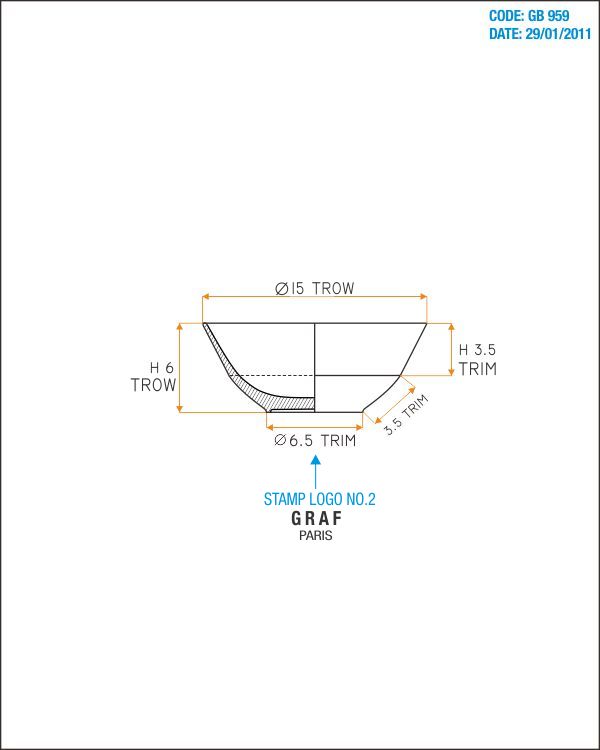 CODE: GB 959
DATE: 29/01/2011
Ø15 TROW
H 6
TROW
H 3.5
TRIM
3.5 TRIM
Ø6.5 TRIM
STAMP LOGO NO.2
GRAF
PARIS